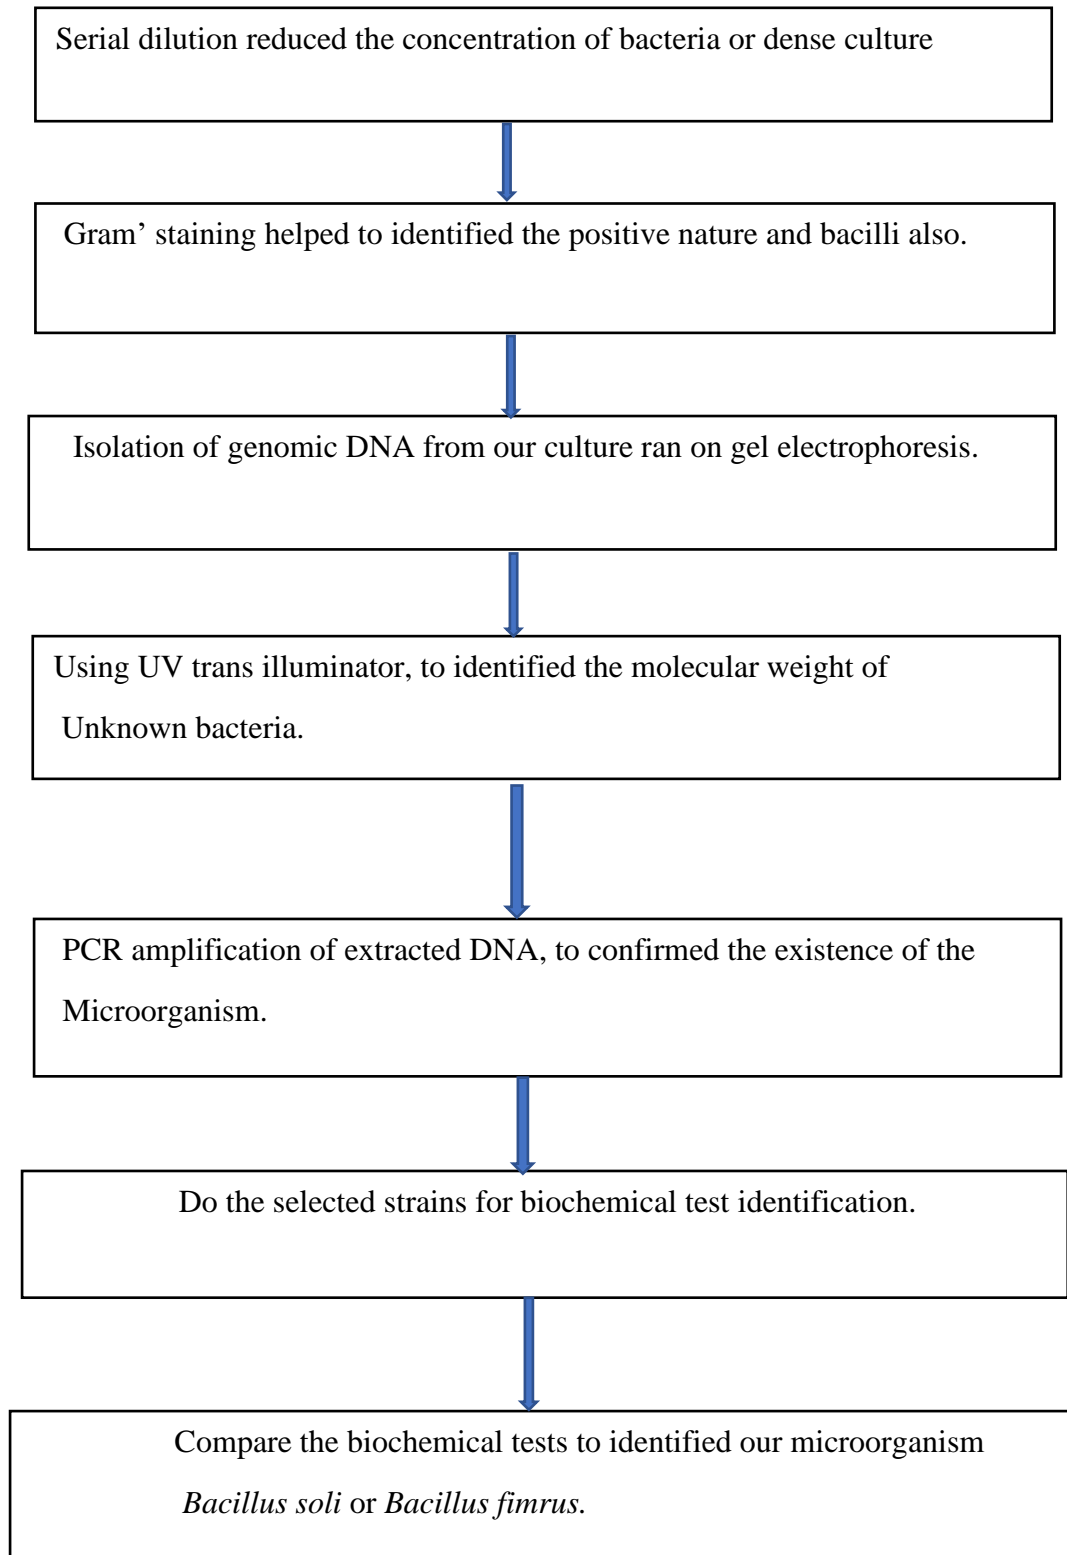 Serial dilution reduced the concentration of bacteria or dense culture
Gram’ staining helped to identified the positive nature and bacilli also.
Isolation of genomic DNA from our culture ran on gel electrophoresis.
Using UV trans illuminator, to identified the molecular weight of
Unknown bacteria.
PCR amplification of extracted DNA, to confirmed the existence of the
Microorganism.
Do the selected strains for biochemical test identification.
Compare the biochemical tests to identified our microorganism
Bacillus soli or Bacillus fimrus.